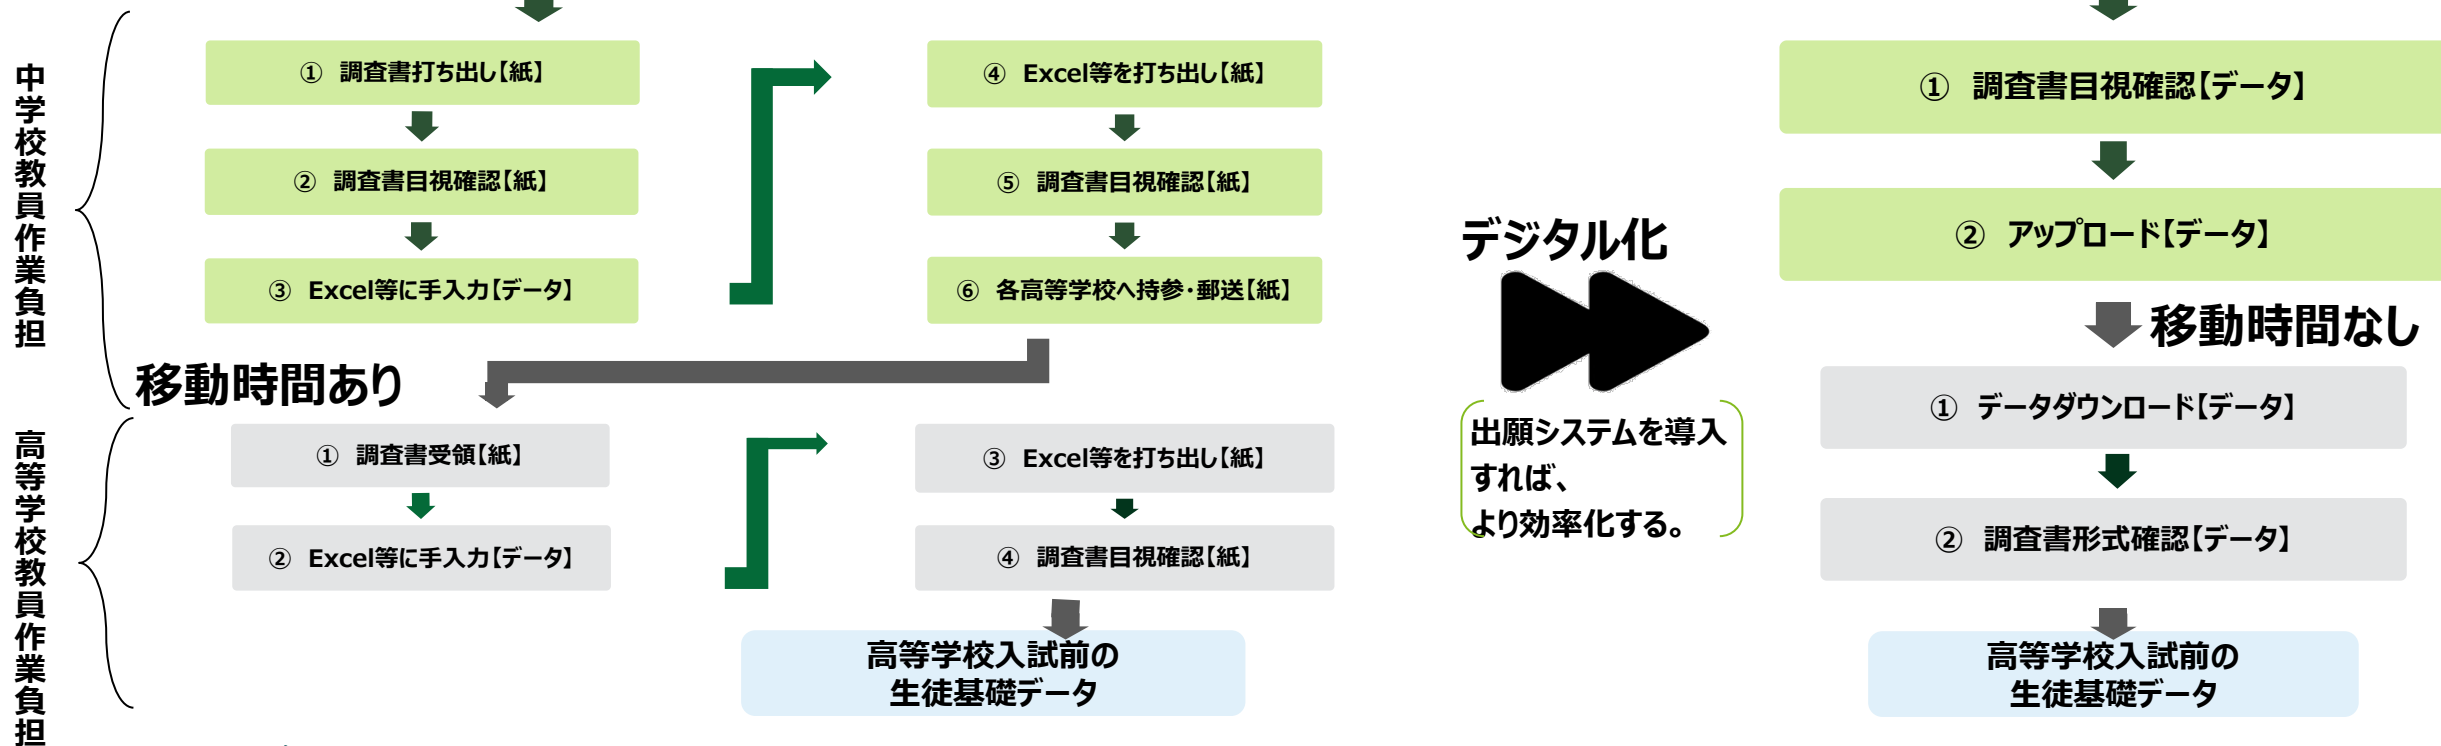 中学校教員作業負担
① 調査書打ち出し【紙】
② 調査書目視確認【紙】
③ Excel等に手入力【データ】
④ Excel等を打ち出し【紙】
⑤ 調査書目視確認【紙】
⑥ 各高等学校へ持参・郵送【紙】
移動時間あり
高等学校教員作業負担
① 調査書受領【紙】
② Excel等に手入力【データ】
③ Excel等を打ち出し【紙】
④ 調査書目視確認【紙】
高等学校入試前の
生徒基礎データ
デジタル化
出願システムを導入
すれば、
より効率化する。
① 調査書目視確認【データ】
② アップロード【データ】
移動時間なし
① データダウンロード【データ】
② 調査書形式確認【データ】
高等学校入試前の
生徒基礎データ